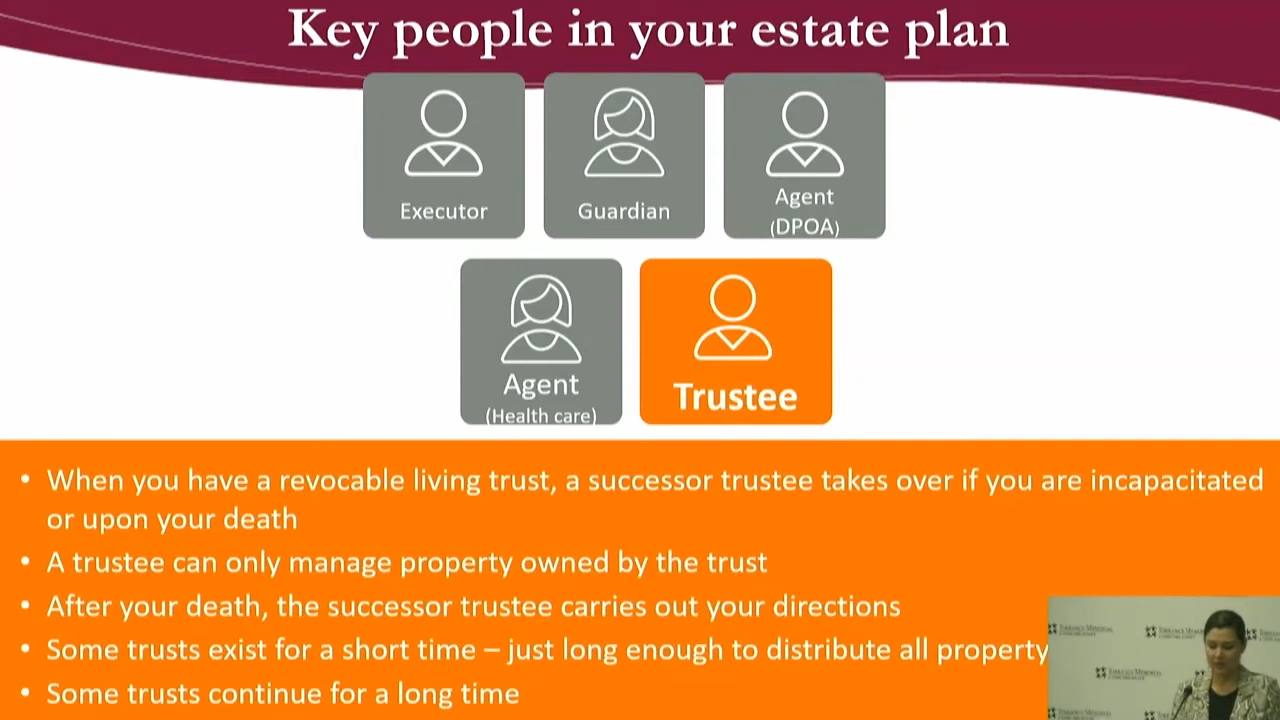 Key people in your estate plan
Executor
Guardian
Agent
(DPOA)
Agent
(Health care)
Trustee
• When you have a revocable living trust, a successor trustee takes over if you are incapacitated
or upon your death
• A trustee can only manage property owned by the trust
• After your death, the successor trustee carries out your directions
• Some trusts exist for a short time – just long enough to distribute all property
• Some trusts continue for a long time
Torrance Memorial